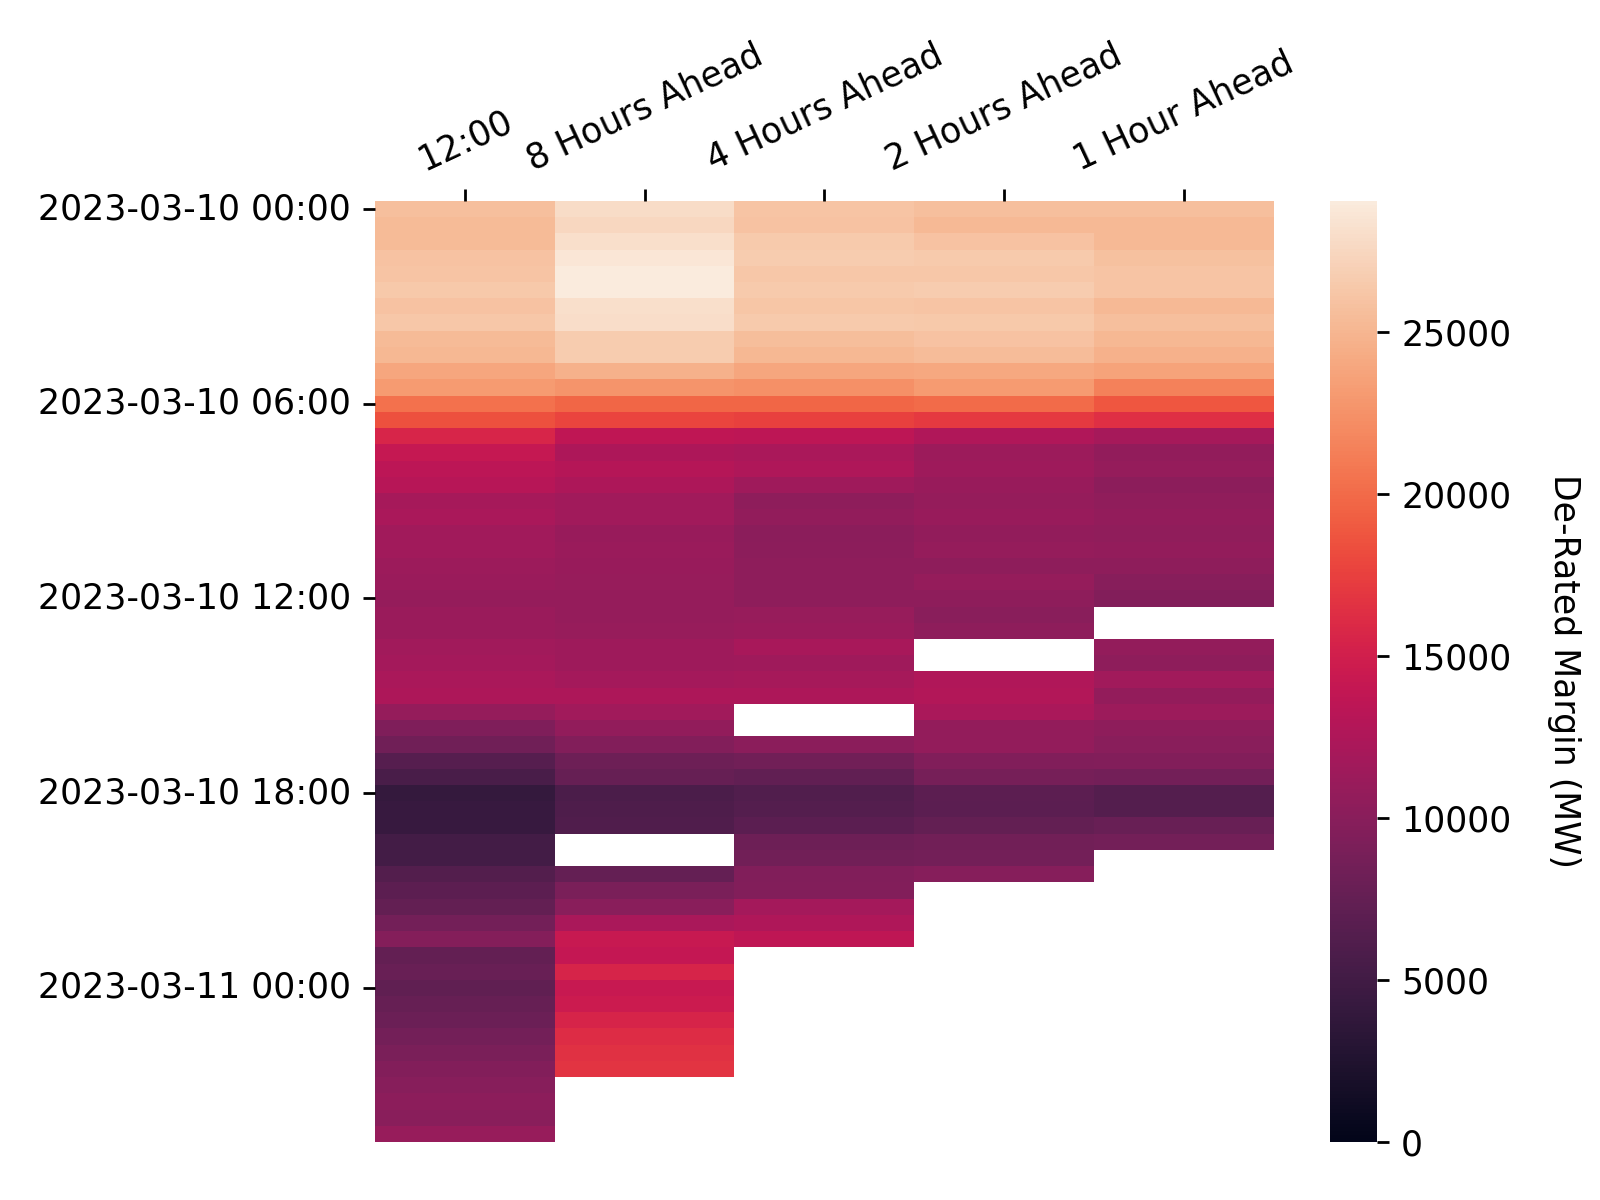 12:00
8 Hours Ahead
4 Hours Ahead
2 Hours Ahead
1 Hour Ahead
2023-03-10 00:00
2023-03-10 06:00
2023-03-10 12:00
2023-03-10 18:00
2023-03-11 00:00
25000
20000
15000
10000
5000
0
De-Rated Margin (MW)